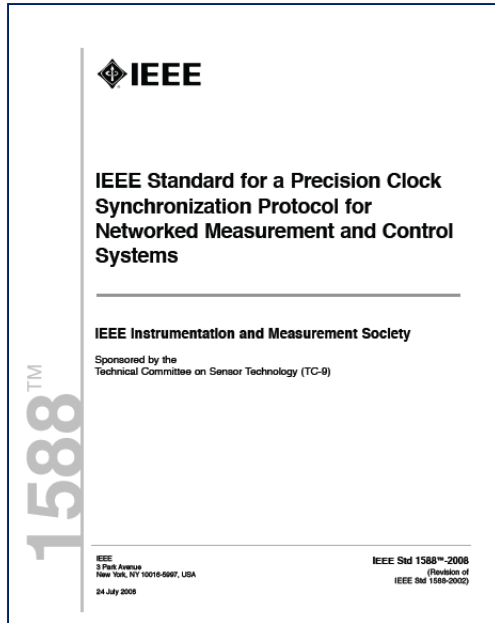 IEEE
IEEE Standard for a Precision Clock
Synchronization Protocol for
Networked Measurement and Control
Systems
IEEE Instrumentation and Measurement Society
Sponsored by the
Technical Committee on Sensor Technology (TC-9)
1588™
IEEE
3 Park Avenue
New York, NY 10016-5997, USA
24 July 2008
IEEE Std 1588™-2008
(Revision of
IEEE Std 1588-2002)